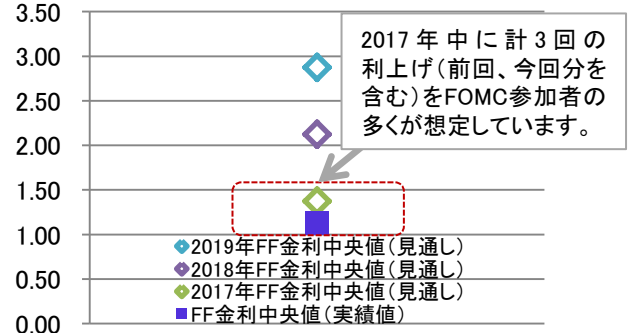 3.50
3.00
2.50
2.00
1.50
1.00
0.50
0.00
2017年中に計3回の
利上げ(前回、今回分を
含む)をFOMC参加者の
多くが想定しています。
2019年FF金利中央値(見通し)
2018年FF金利中央値(見通し)
2017年FF金利中央値(見通し)
FF金利中央値(実績値)